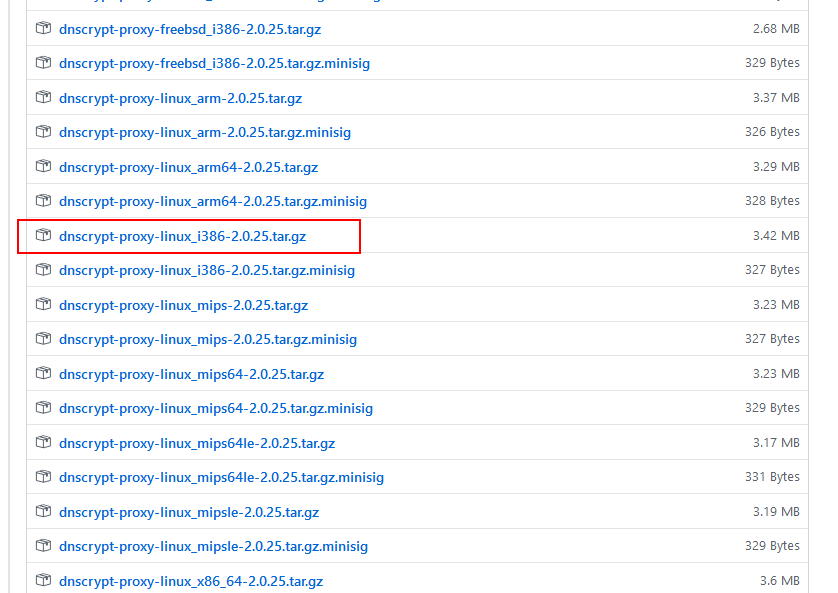 dnscrypt-proxy-freebsd_i386-2.0.25.tar.gz 2.68 MB
dnscrypt-proxy-freebsd_i386-2.0.25.tar.gz.minisig 329 Bytes
dnscrypt-proxy-linux_arm-2.0.25.tar.gz 3.37 MB
dnscrypt-proxy-linux_arm-2.0.25.tar.gz.minisig 326 Bytes
dnscrypt-proxy-linux_arm64-2.0.25.tar.gz 3.29 MB
dnscrypt-proxy-linux_arm64-2.0.25.tar.gz.minisig 328 Bytes
dnscrypt-proxy-linux_i386-2.0.25.tar.gz 3.42 MB
dnscrypt-proxy-linux_i386-2.0.25.tar.gz.minisig 327 Bytes
dnscrypt-proxy-linux_mips-2.0.25.tar.gz 3.23 MB
dnscrypt-proxy-linux_mips-2.0.25.tar.gz.minisig 327 Bytes
dnscrypt-proxy-linux_mips64-2.0.25.tar.gz 3.23 MB
dnscrypt-proxy-linux_mips64-2.0.25.tar.gz.minisig 329 Bytes
dnscrypt-proxy-linux_mips64le-2.0.25.tar.gz 3.17 MB
dnscrypt-proxy-linux_mips64le-2.0.25.tar.gz.minisig 331 Bytes
dnscrypt-proxy-linux_mipsle-2.0.25.tar.gz 3.19 MB
dnscrypt-proxy-linux_mipsle-2.0.25.tar.gz.minisig 329 Bytes
dnscrypt-proxy-linux_x86_64-2.0.25.tar.gz 3.6 MB